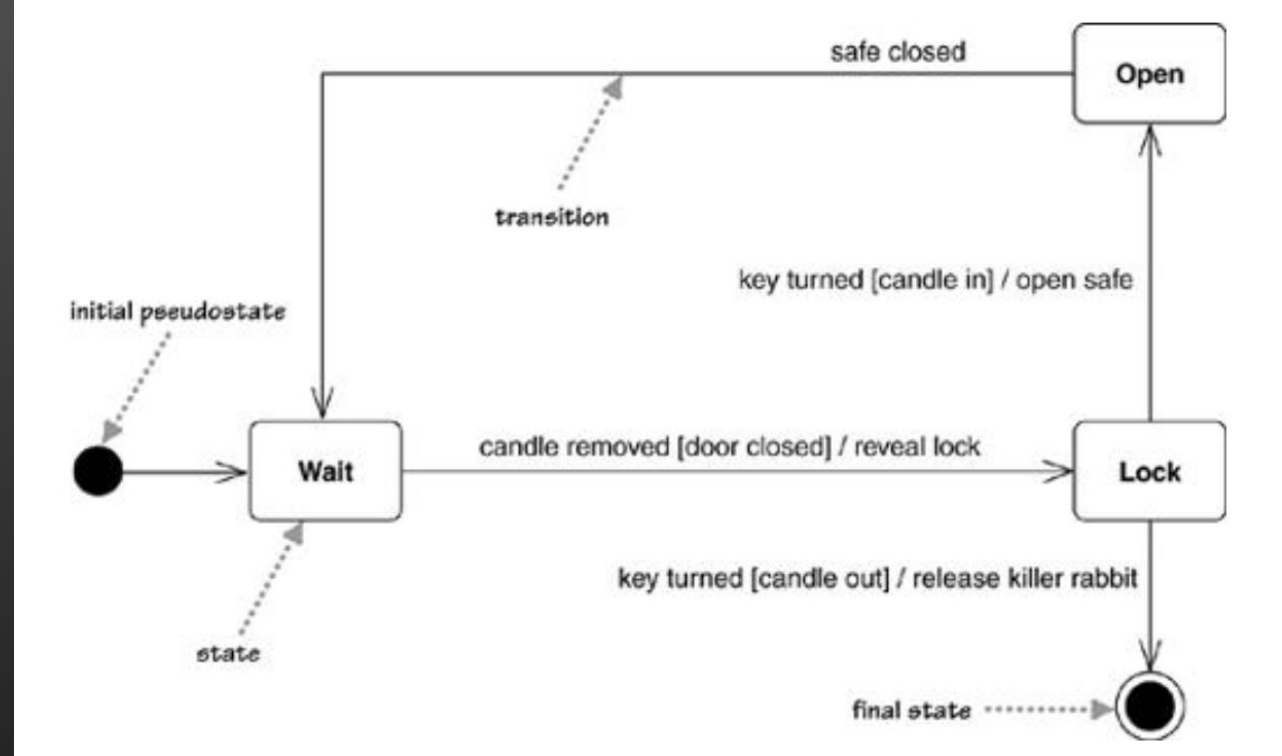 safe closed
Open
transition
key turned [candle in] / open safe
initial pseudostate
candle removed [door closed] / reveal lock
Wait
Lock
key turned [candle out] / release killer rabbit
state
final state